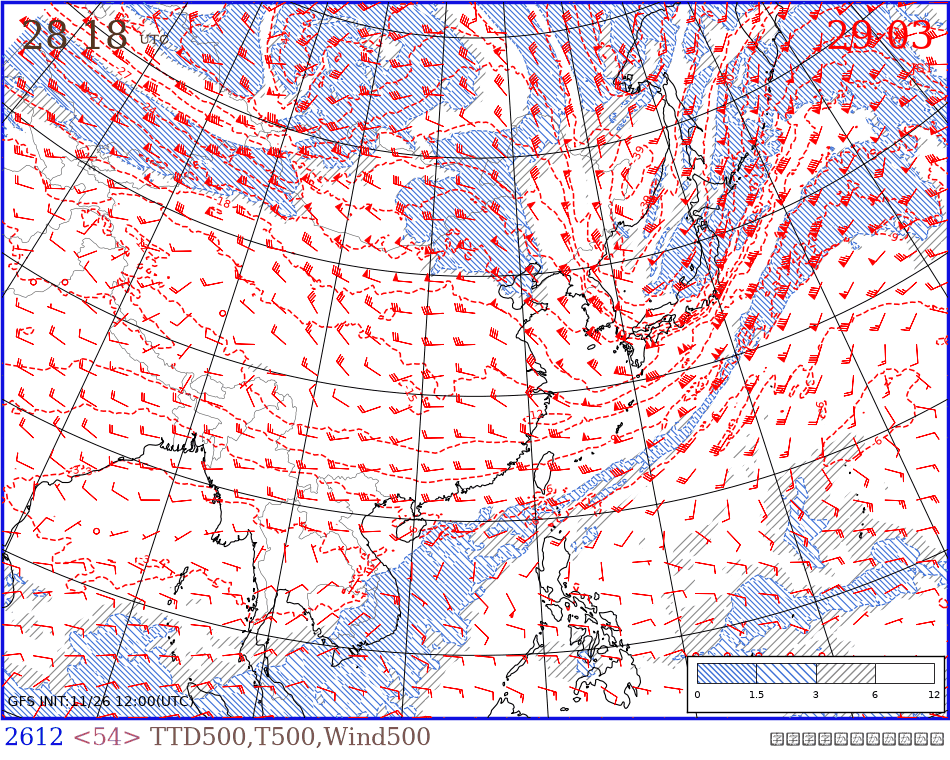 28 18 UTC
29 03
GFS INIT:11/26 12:00(UTC)
0 1.5 3 6 12
2612 <54> TTD500,T500,Wind500